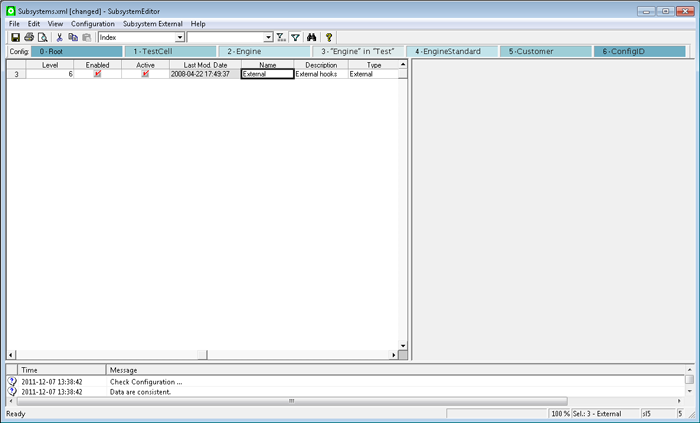 Subsystems.xml [changed] - SubsystemEditor
File Edit View Configuration Subsystem External Help
Index
Config: 0 - Root 1 - TestCell 2 - Engine 3 - "Engine" in "Test" 4 - EngineStandard 5 - Customer 6 - ConfigID
Level Enabled Active Last Mod. Date Name Description Type
3 6 2008-04-22 17:49:37 External External hooks External
Time Message
2011-12-07 13:38:42 Check Configuration ...
2011-12-07 13:38:42 Data are consistent.
Ready 100 % Sel.: 3 - External sl5 5